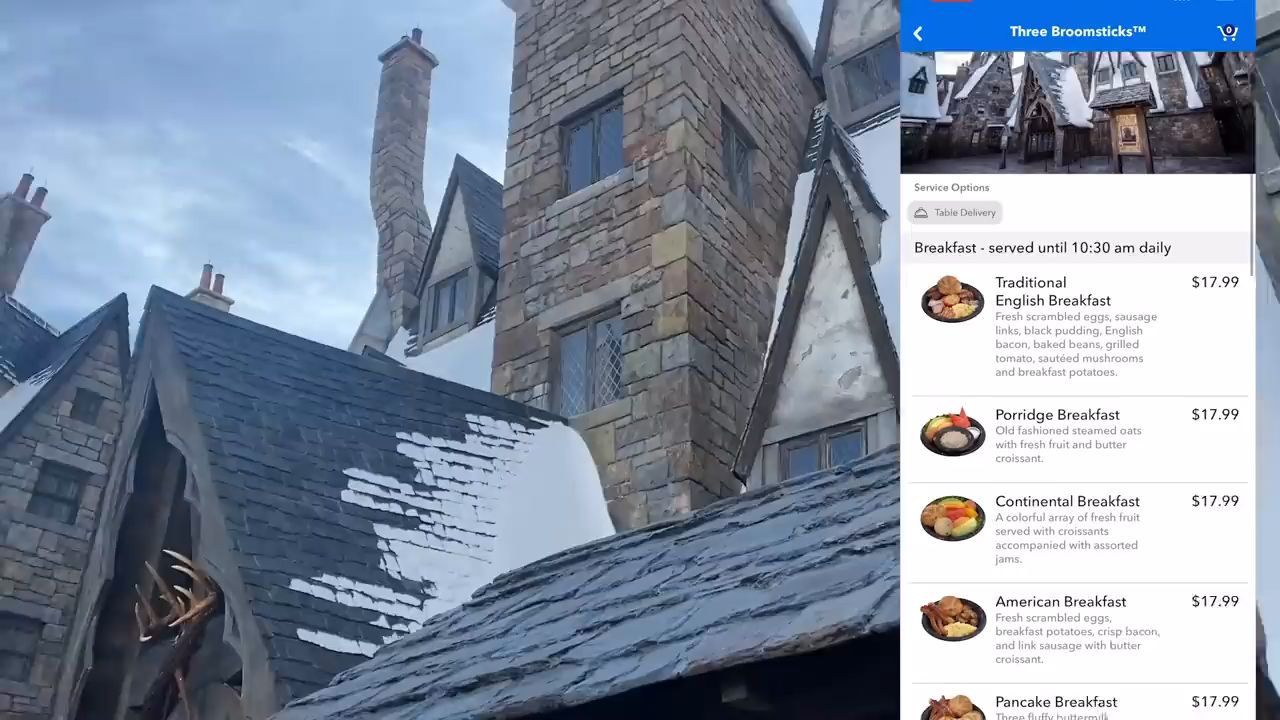 Three Broomsticks™
0
Service Options
Table Delivery
Breakfast - served until 10:30 am daily
Traditional
English Breakfast
$17.99
Fresh scrambled eggs, sausage
links, black pudding, English
bacon, baked beans, grilled
tomato, sautéed mushrooms
and breakfast potatoes.
Porridge Breakfast
$17.99
Old fashioned steamed oats
with fresh fruit and butter
croissant.
Continental Breakfast
$17.99
A colorful array of fresh fruit
served with croissants
accompanied with assorted
jams.
American Breakfast
$17.99
Fresh scrambled eggs,
breakfast potatoes, crisp bacon,
and link sausage with butter
croissant.
Pancake Breakfast
$17.99
Three fluffy buttermilk